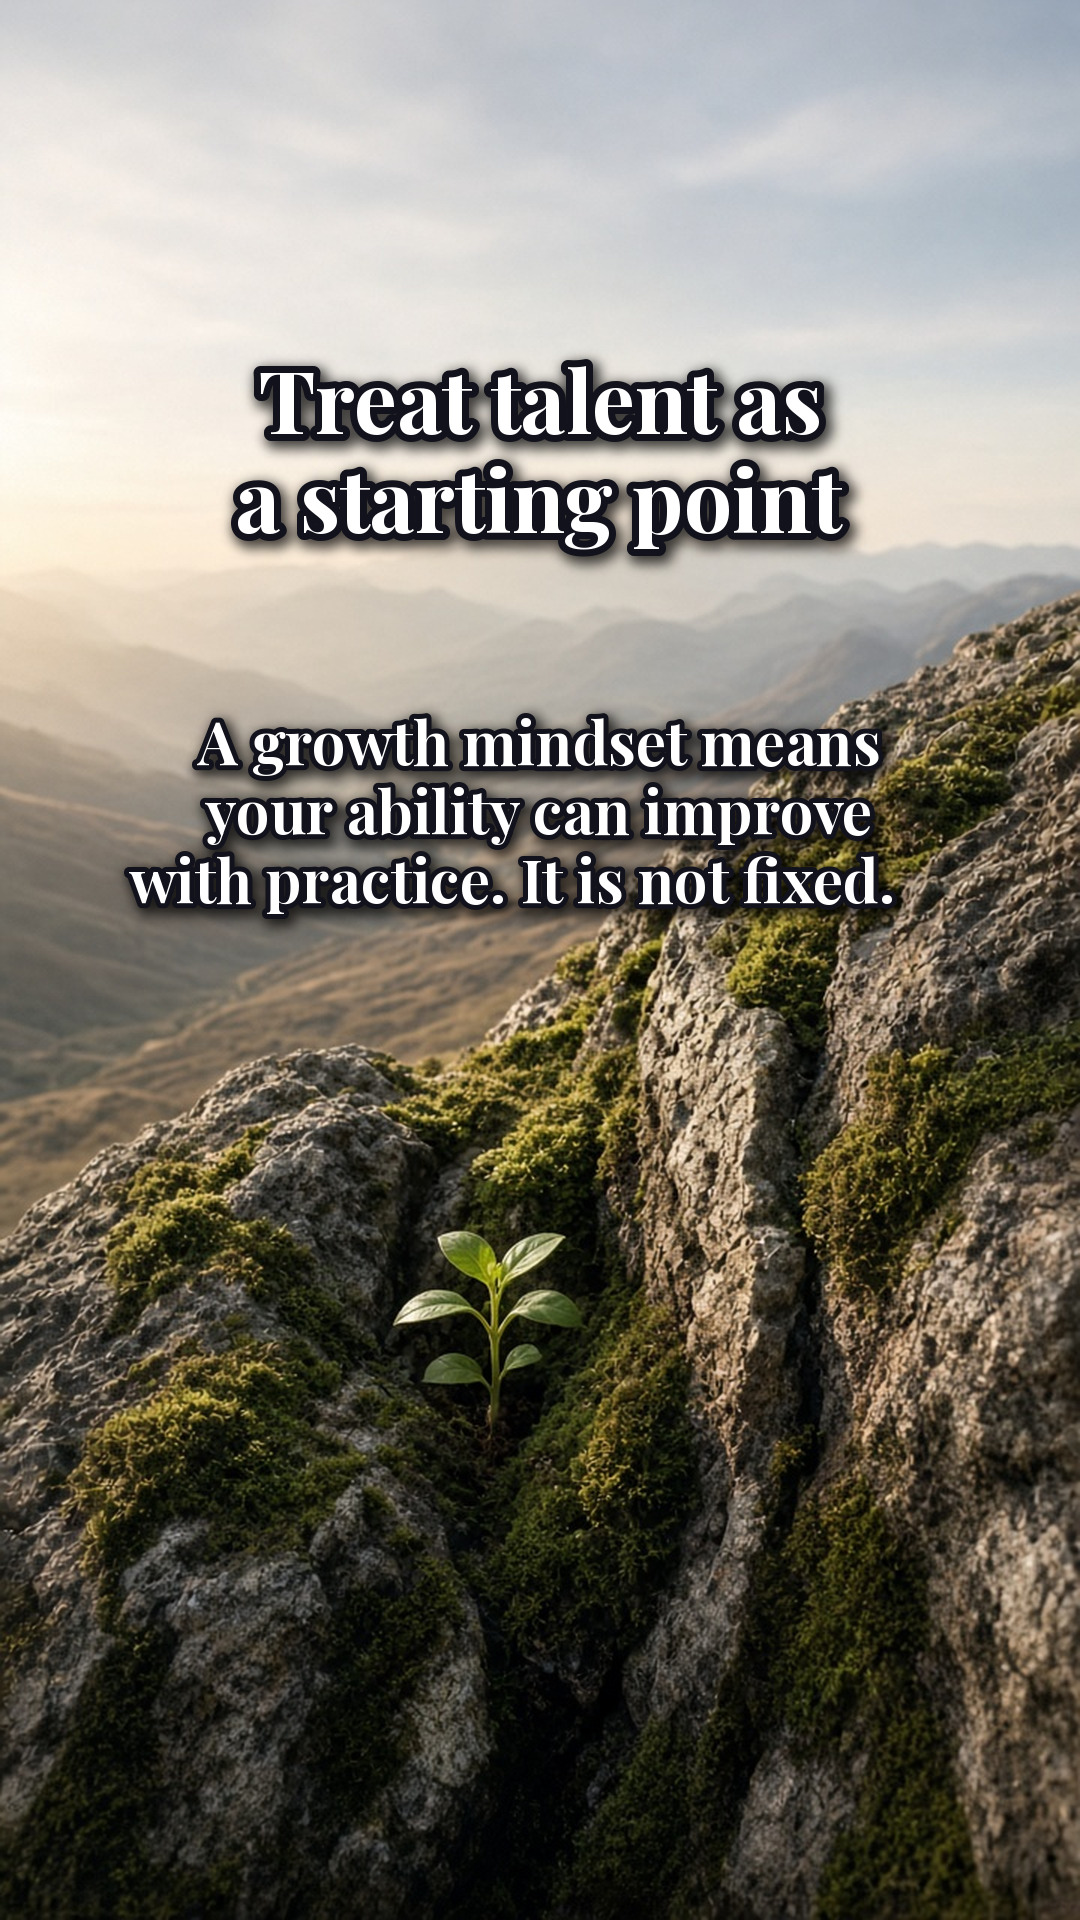 Treat talent as
a starting point
A growth mindset means
your ability can improve
with practice. It is not fixed.